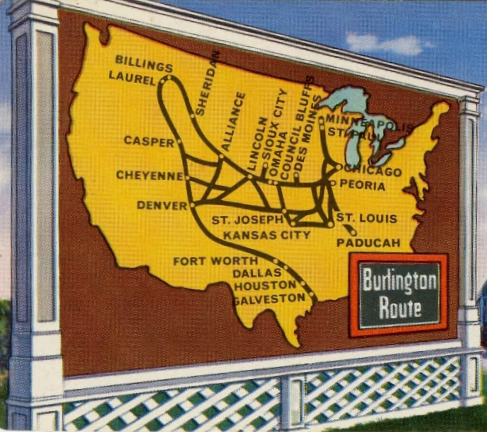 BILLINGS
LAUREL
SHERIDAN
ALLIANCE
LINCOLN
SIOUX CITY
OMAHA
COUNCIL BLUFFS
DES MOINES
MINNEAPOLIS
ST. PAUL
CASPER
CHEYENNE
DENVER
CHICAGO
PEORIA
ST. JOSEPH
KANSAS CITY
ST. LOUIS
PADUCAH
FORT WORTH
DALLAS
HOUSTON
GALVESTON
Burlington
Route